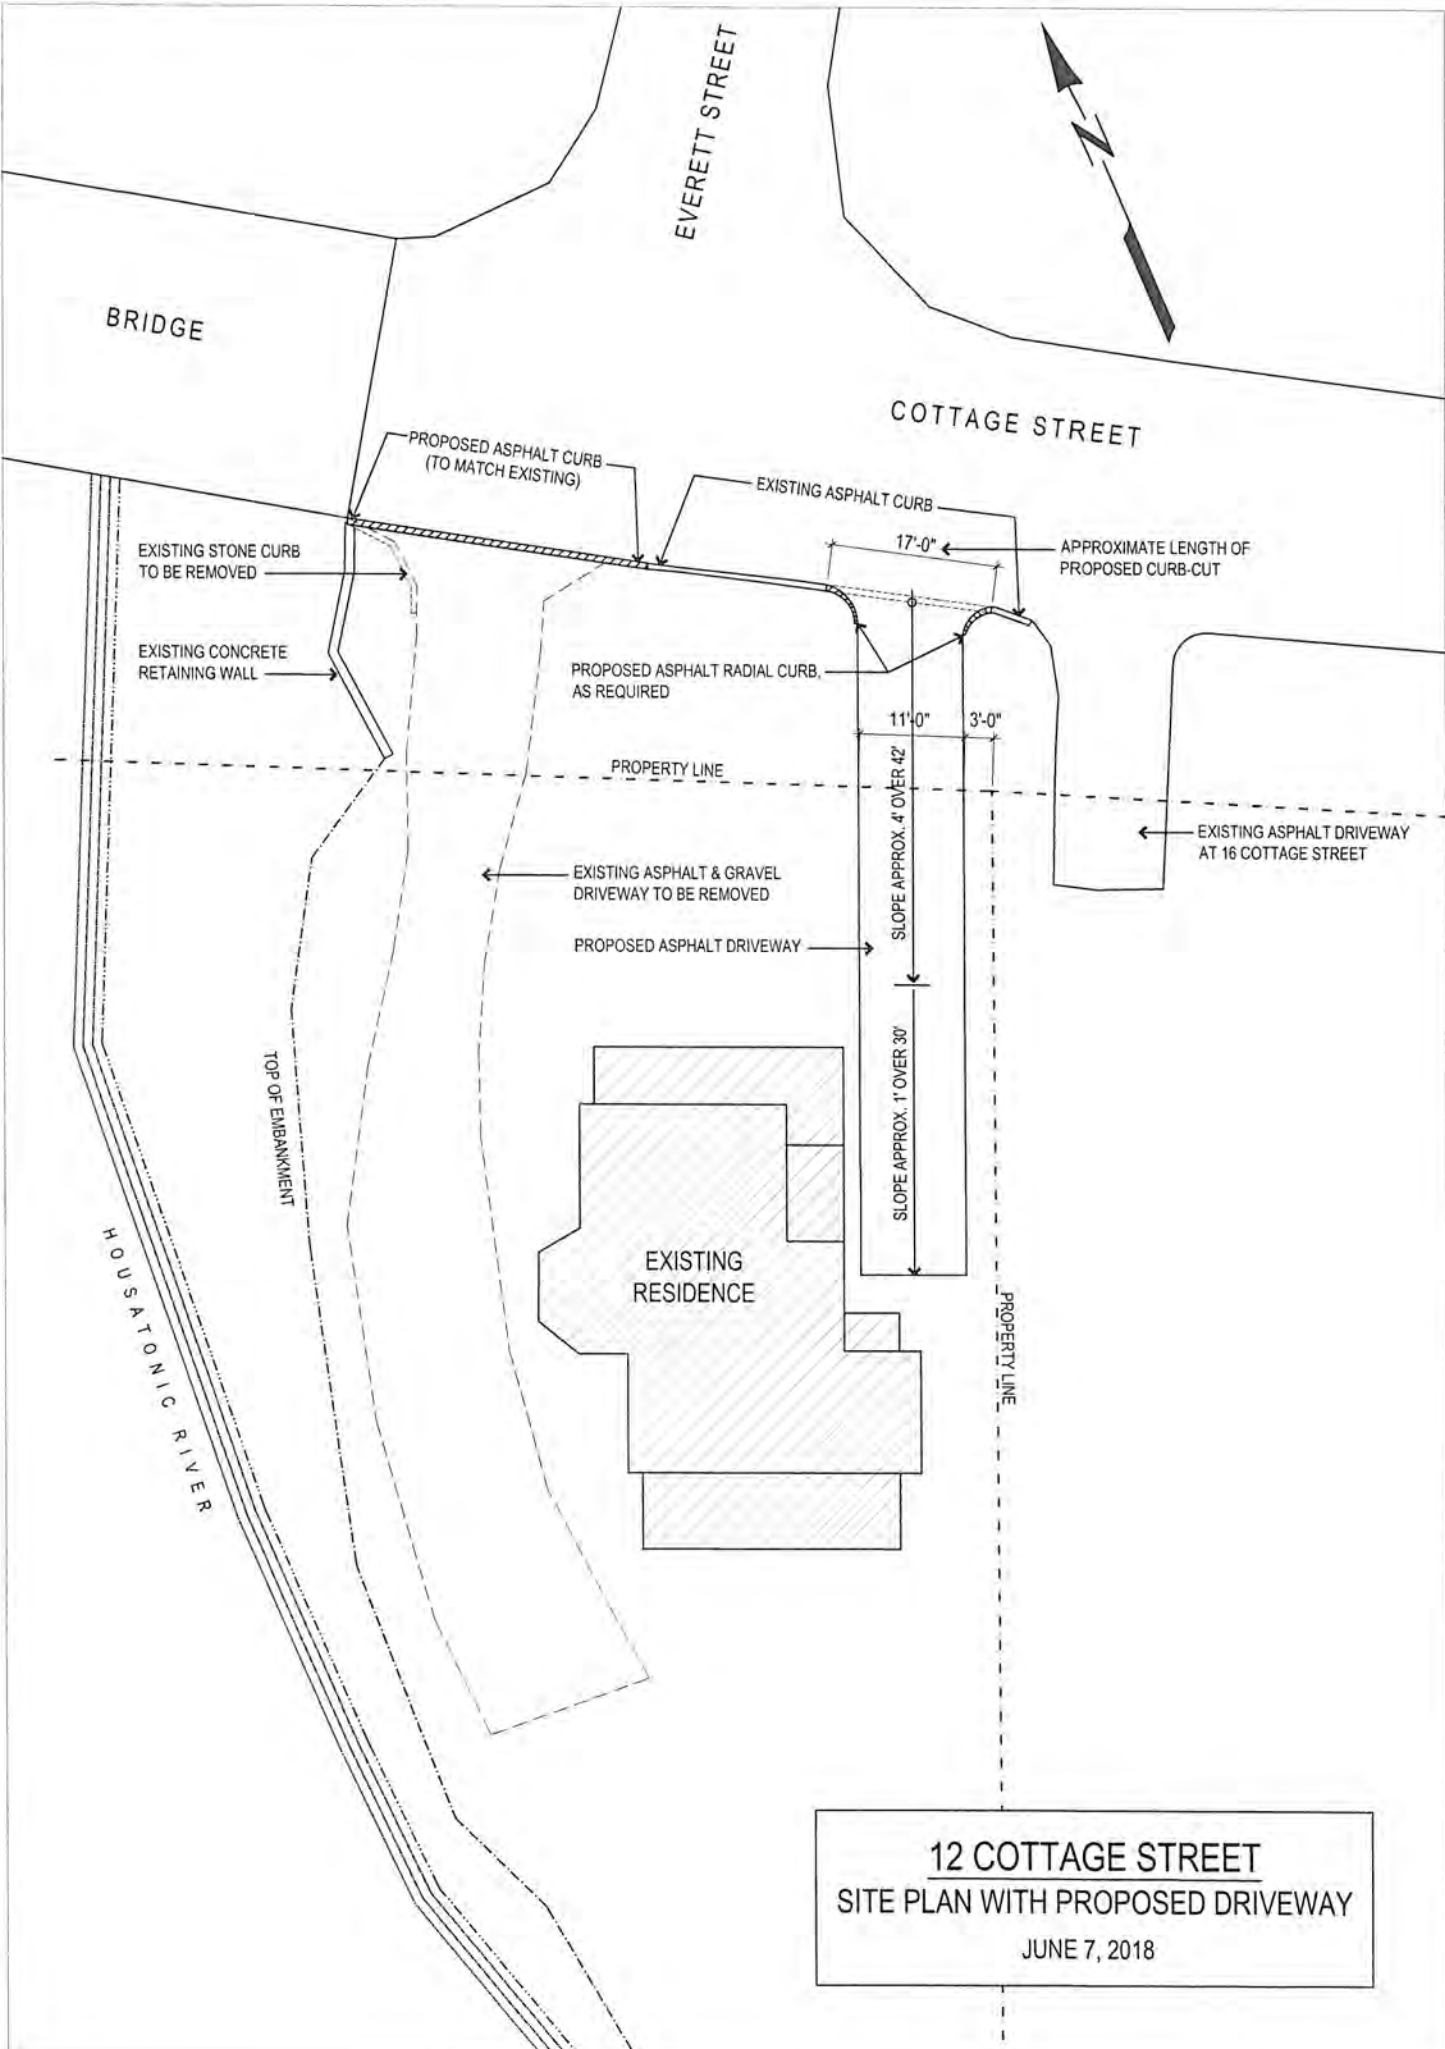 EVERETT STREET
N
BRIDGE
COTTAGE STREET
PROPOSED ASPHALT CURB
(TO MATCH EXISTING)
EXISTING ASPHALT CURB
17'-0"
APPROXIMATE LENGTH OF
PROPOSED CURB-CUT
EXISTING STONE CURB
TO BE REMOVED
EXISTING CONCRETE
RETAINING WALL
PROPOSED ASPHALT RADIAL CURB,
AS REQUIRED
11'-0"
3'-0"
PROPERTY LINE
SLOPE APPROX. 4' OVER 42'
EXISTING ASPHALT DRIVEWAY
AT 16 COTTAGE STREET
EXISTING ASPHALT & GRAVEL
DRIVEWAY TO BE REMOVED
PROPOSED ASPHALT DRIVEWAY
SLOPE APPROX. 1' OVER 30'
TOP OF EMBANKMENT
HOUSATONIC RIVER
EXISTING
RESIDENCE
PROPERTY LINE
12 COTTAGE STREET
SITE PLAN WITH PROPOSED DRIVEWAY
JUNE 7, 2018